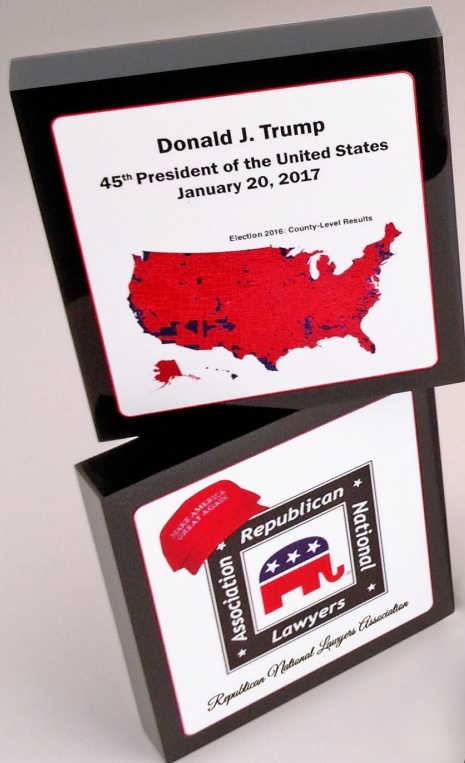 Donald J. Trump
45th President of the United States
January 20, 2017
Election 2016: County-Level Results
MAKE AMERICA
GREAT AGAIN
Republican
National
Association
Lawyers
Republican National Lawyers Association